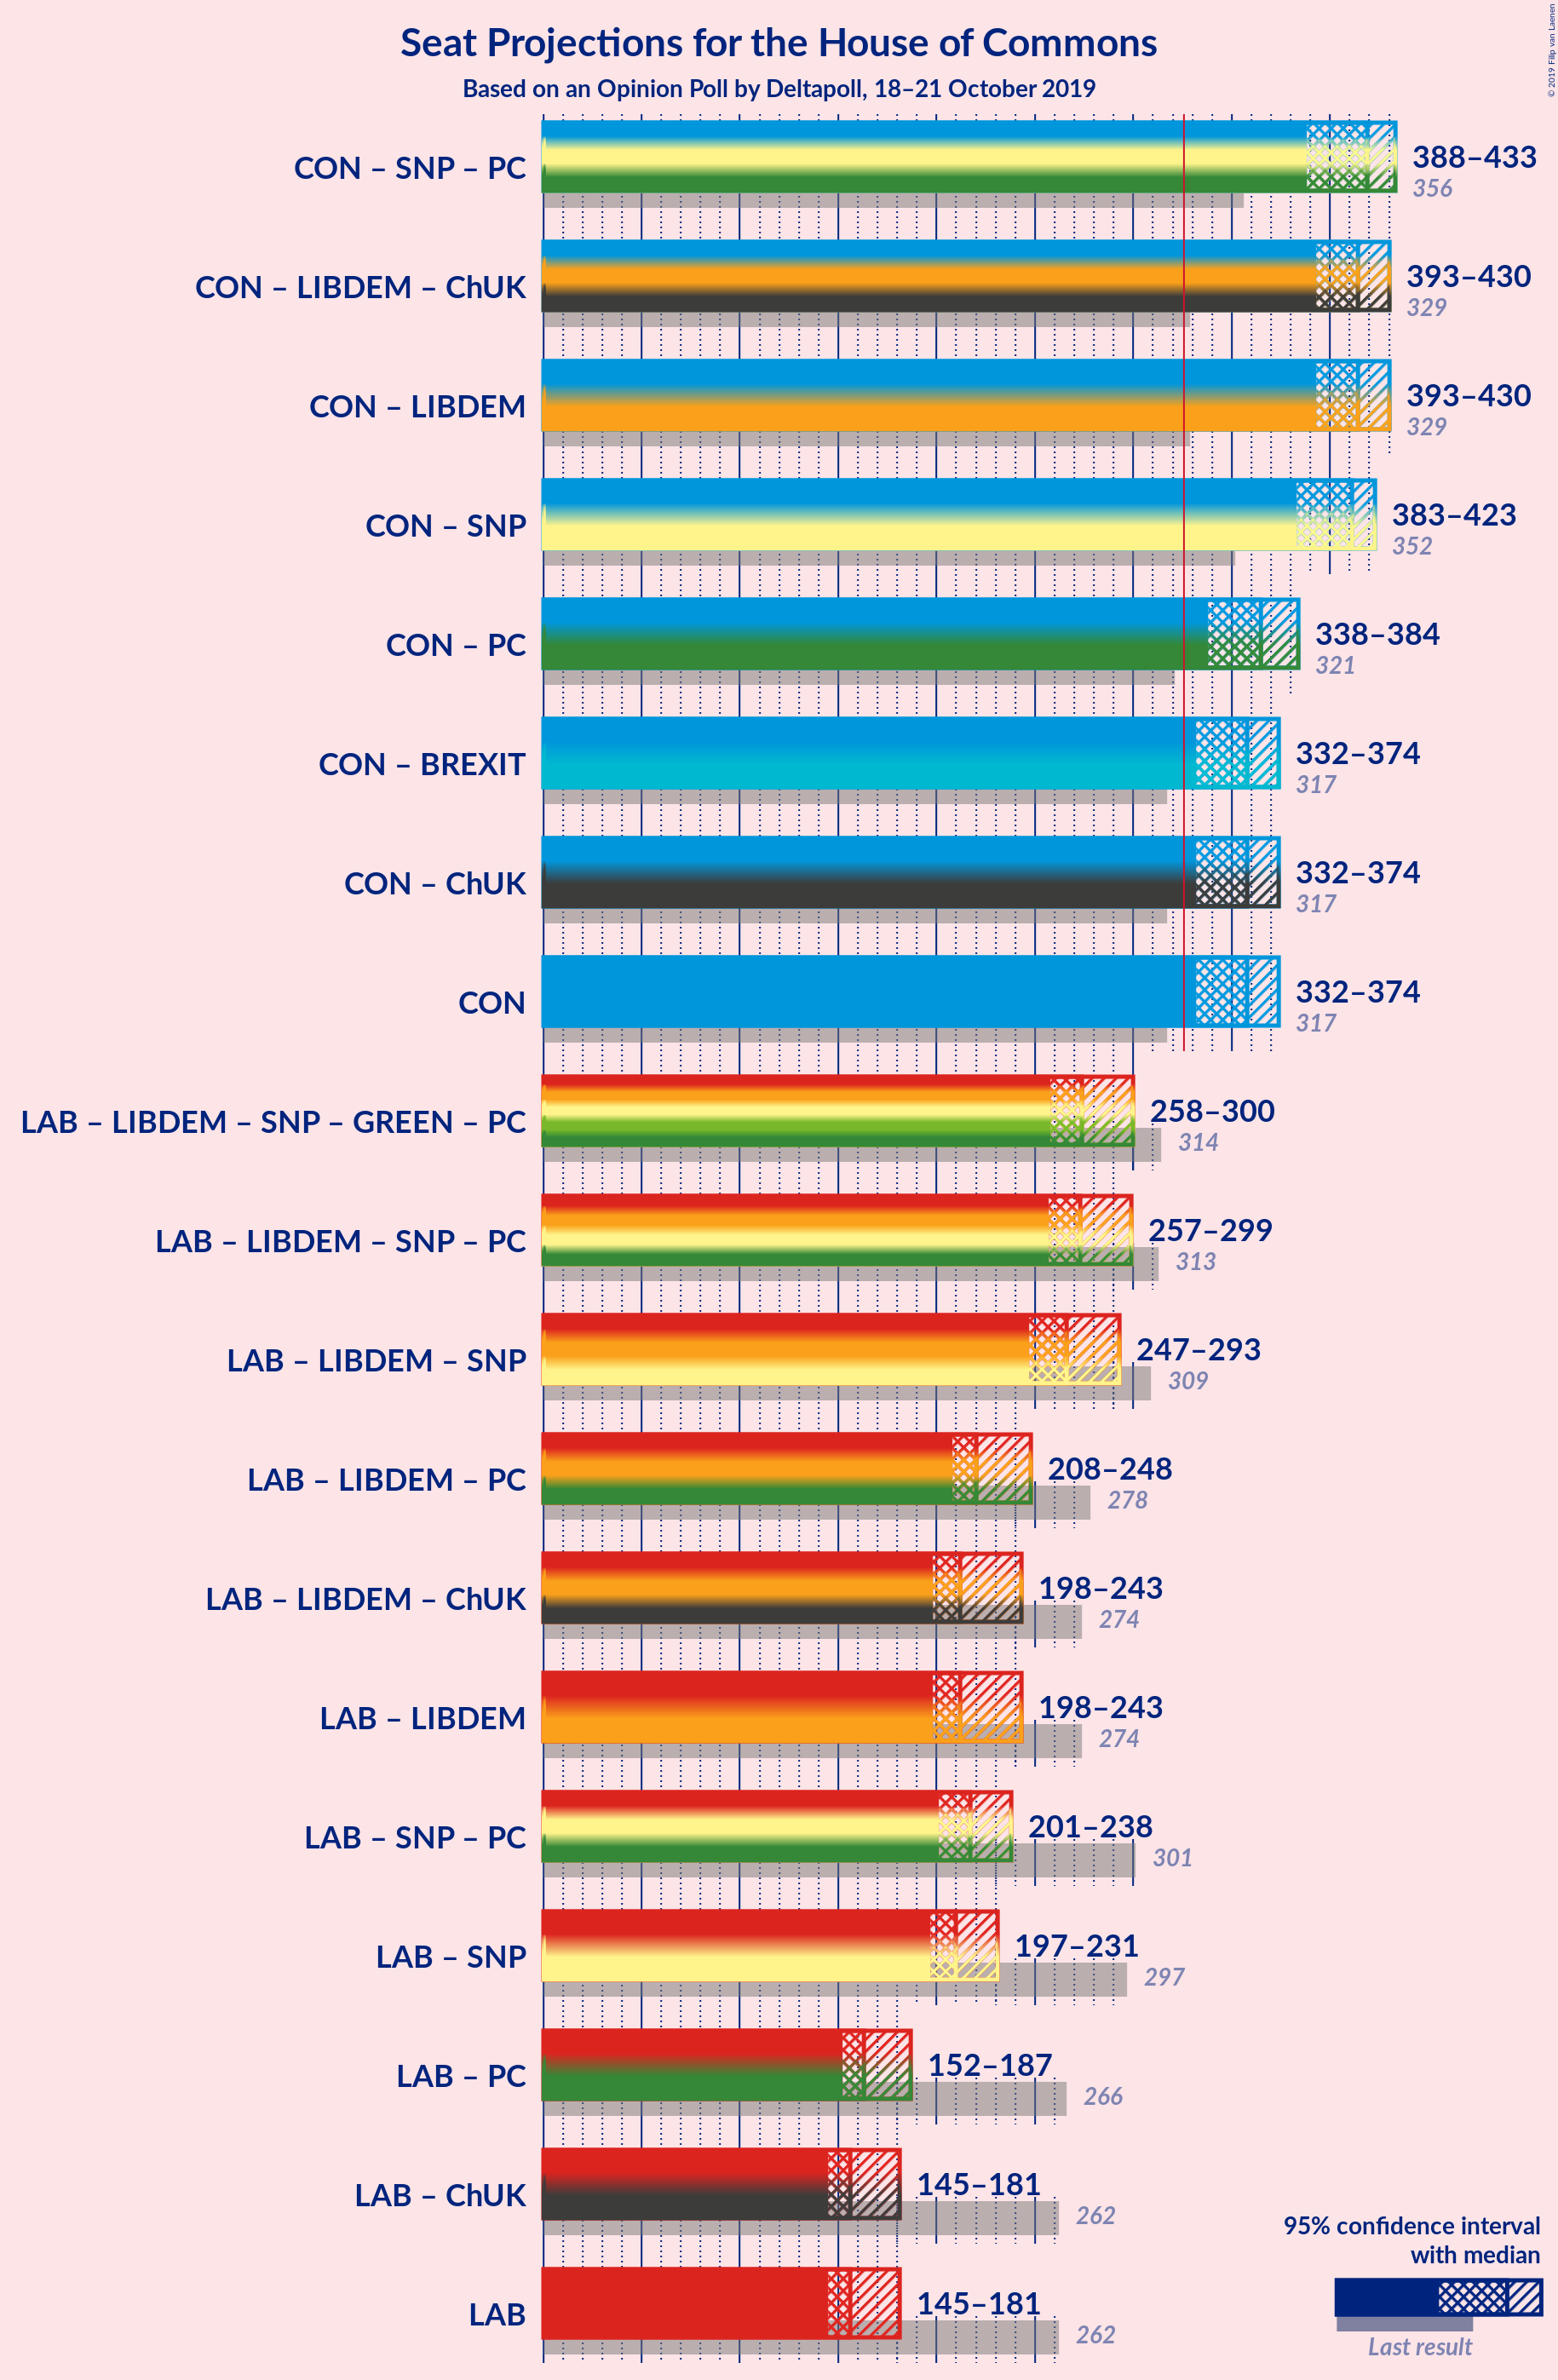 Seat Projections for the House of Commons
Based on an Opinion Poll by Deltapoll, 18–21 October 2019
© 2019 Filip van Laenen
CON – SNP – PC
388–433
356
CON – LIBDEM – ChUK
393–430
329
CON – LIBDEM
393–430
329
CON – SNP
383–423
352
CON – PC
338–384
321
CON – BREXIT
332–374
317
CON – ChUK
332–374
317
CON
332–374
317
LAB – LIBDEM – SNP – GREEN – PC
258–300
314
LAB – LIBDEM – SNP – PC
257–299
313
LAB – LIBDEM – SNP
247–293
309
LAB – LIBDEM – PC
208–248
278
LAB – LIBDEM – ChUK
198–243
274
LAB – LIBDEM
198–243
274
LAB – SNP – PC
201–238
301
LAB – SNP
197–231
297
LAB – PC
152–187
266
LAB – ChUK
145–181
262
LAB
145–181
262
95% confidence interval
with median
Last result